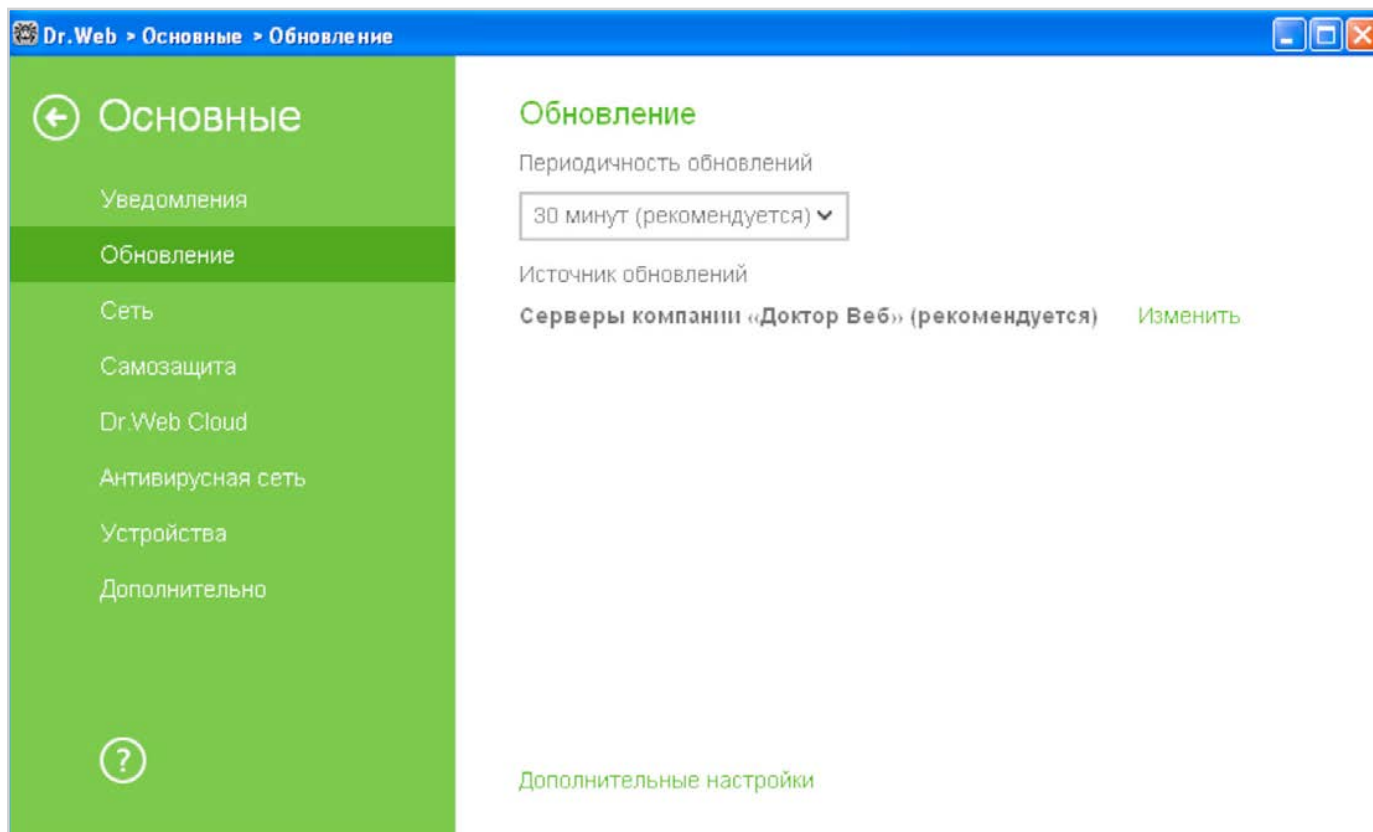 Dr.Web > Основные > Обновление
Основные
Уведомления
Обновление
Сеть
Самозащита
Dr.Web Cloud
Антивирусная сеть
Устройства
Дополнительно
?
Обновление
Периодичность обновлений
30 минут (рекомендуется)
Источник обновлений
Серверы компании «Доктор Веб» (рекомендуется) Изменить
Дополнительные настройки